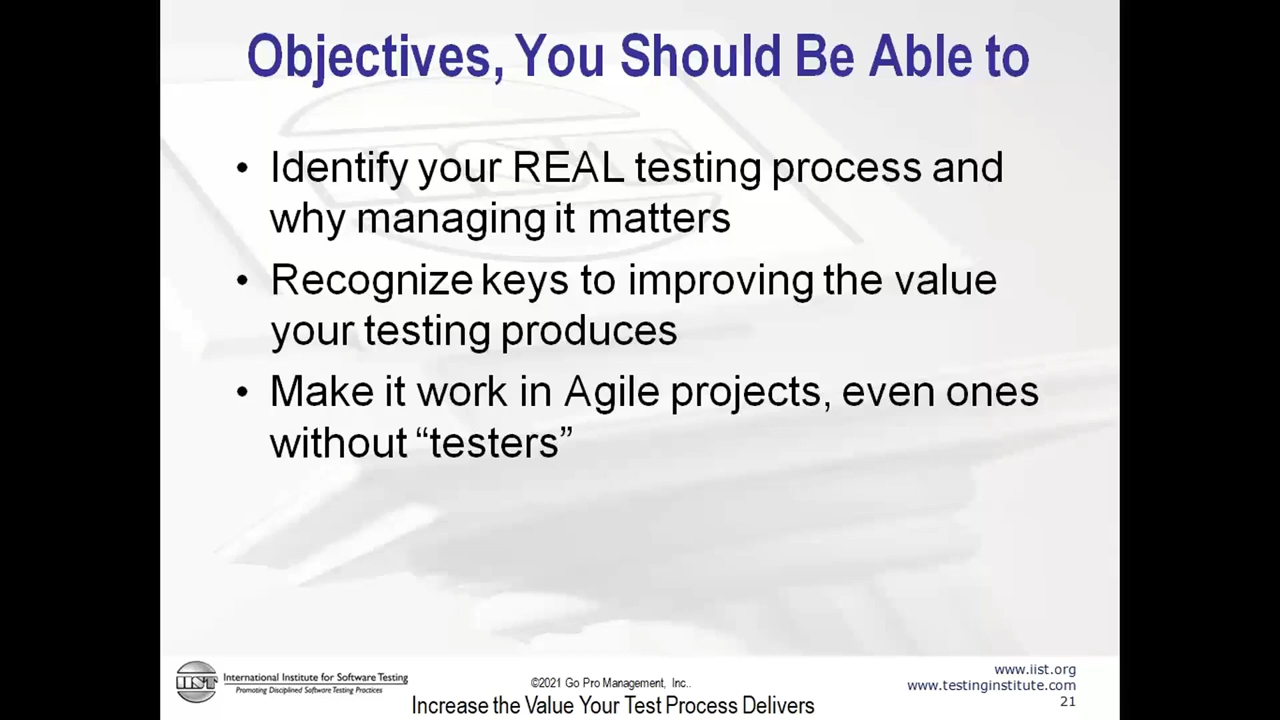 Objectives, You Should Be Able to
• Identify your REAL testing process and
why managing it matters
• Recognize keys to improving the value
your testing produces
• Make it work in Agile projects, even ones
without “testers”
IIST
International Institute for Software Testing
Promoting Disciplined Software Testing Practices
©2021 Go Pro Management, Inc..
Increase the Value Your Test Process Delivers
www.iist.org
www.testinginstitute.com
21